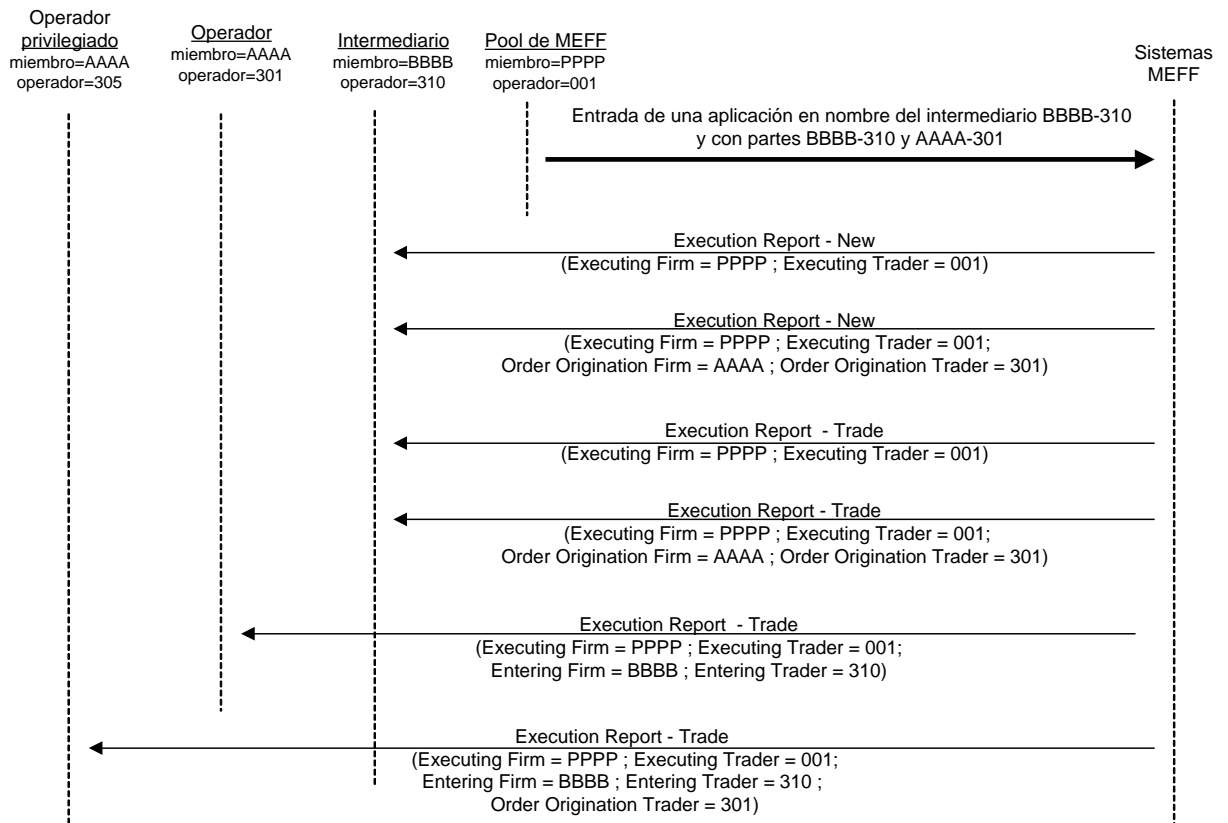 Operador
privilegiado
miembro=AAAA
operador=305
Operador
miembro=AAAA
operador=301
Intermediario
miembro=BBBB
operador=310
Pool de MEFF
miembro=PPPP
operador=001
Sistemas
MEFF
Entrada de una aplicación en nombre del intermediario BBBB-310
y con partes BBBB-310 y AAAA-301
Execution Report - New
(Executing Firm = PPPP ; Executing Trader = 001)
Execution Report - New
(Executing Firm = PPPP ; Executing Trader = 001;
Order Origination Firm = AAAA ; Order Origination Trader = 301)
Execution Report - Trade
(Executing Firm = PPPP ; Executing Trader = 001)
Execution Report - Trade
(Executing Firm = PPPP ; Executing Trader = 001;
Order Origination Firm = AAAA ; Order Origination Trader = 301)
Execution Report - Trade
(Executing Firm = PPPP ; Executing Trader = 001;
Entering Firm = BBBB ; Entering Trader = 310)
Execution Report - Trade
(Executing Firm = PPPP ; Executing Trader = 001;
Entering Firm = BBBB ; Entering Trader = 310 ;
Order Origination Trader = 301)